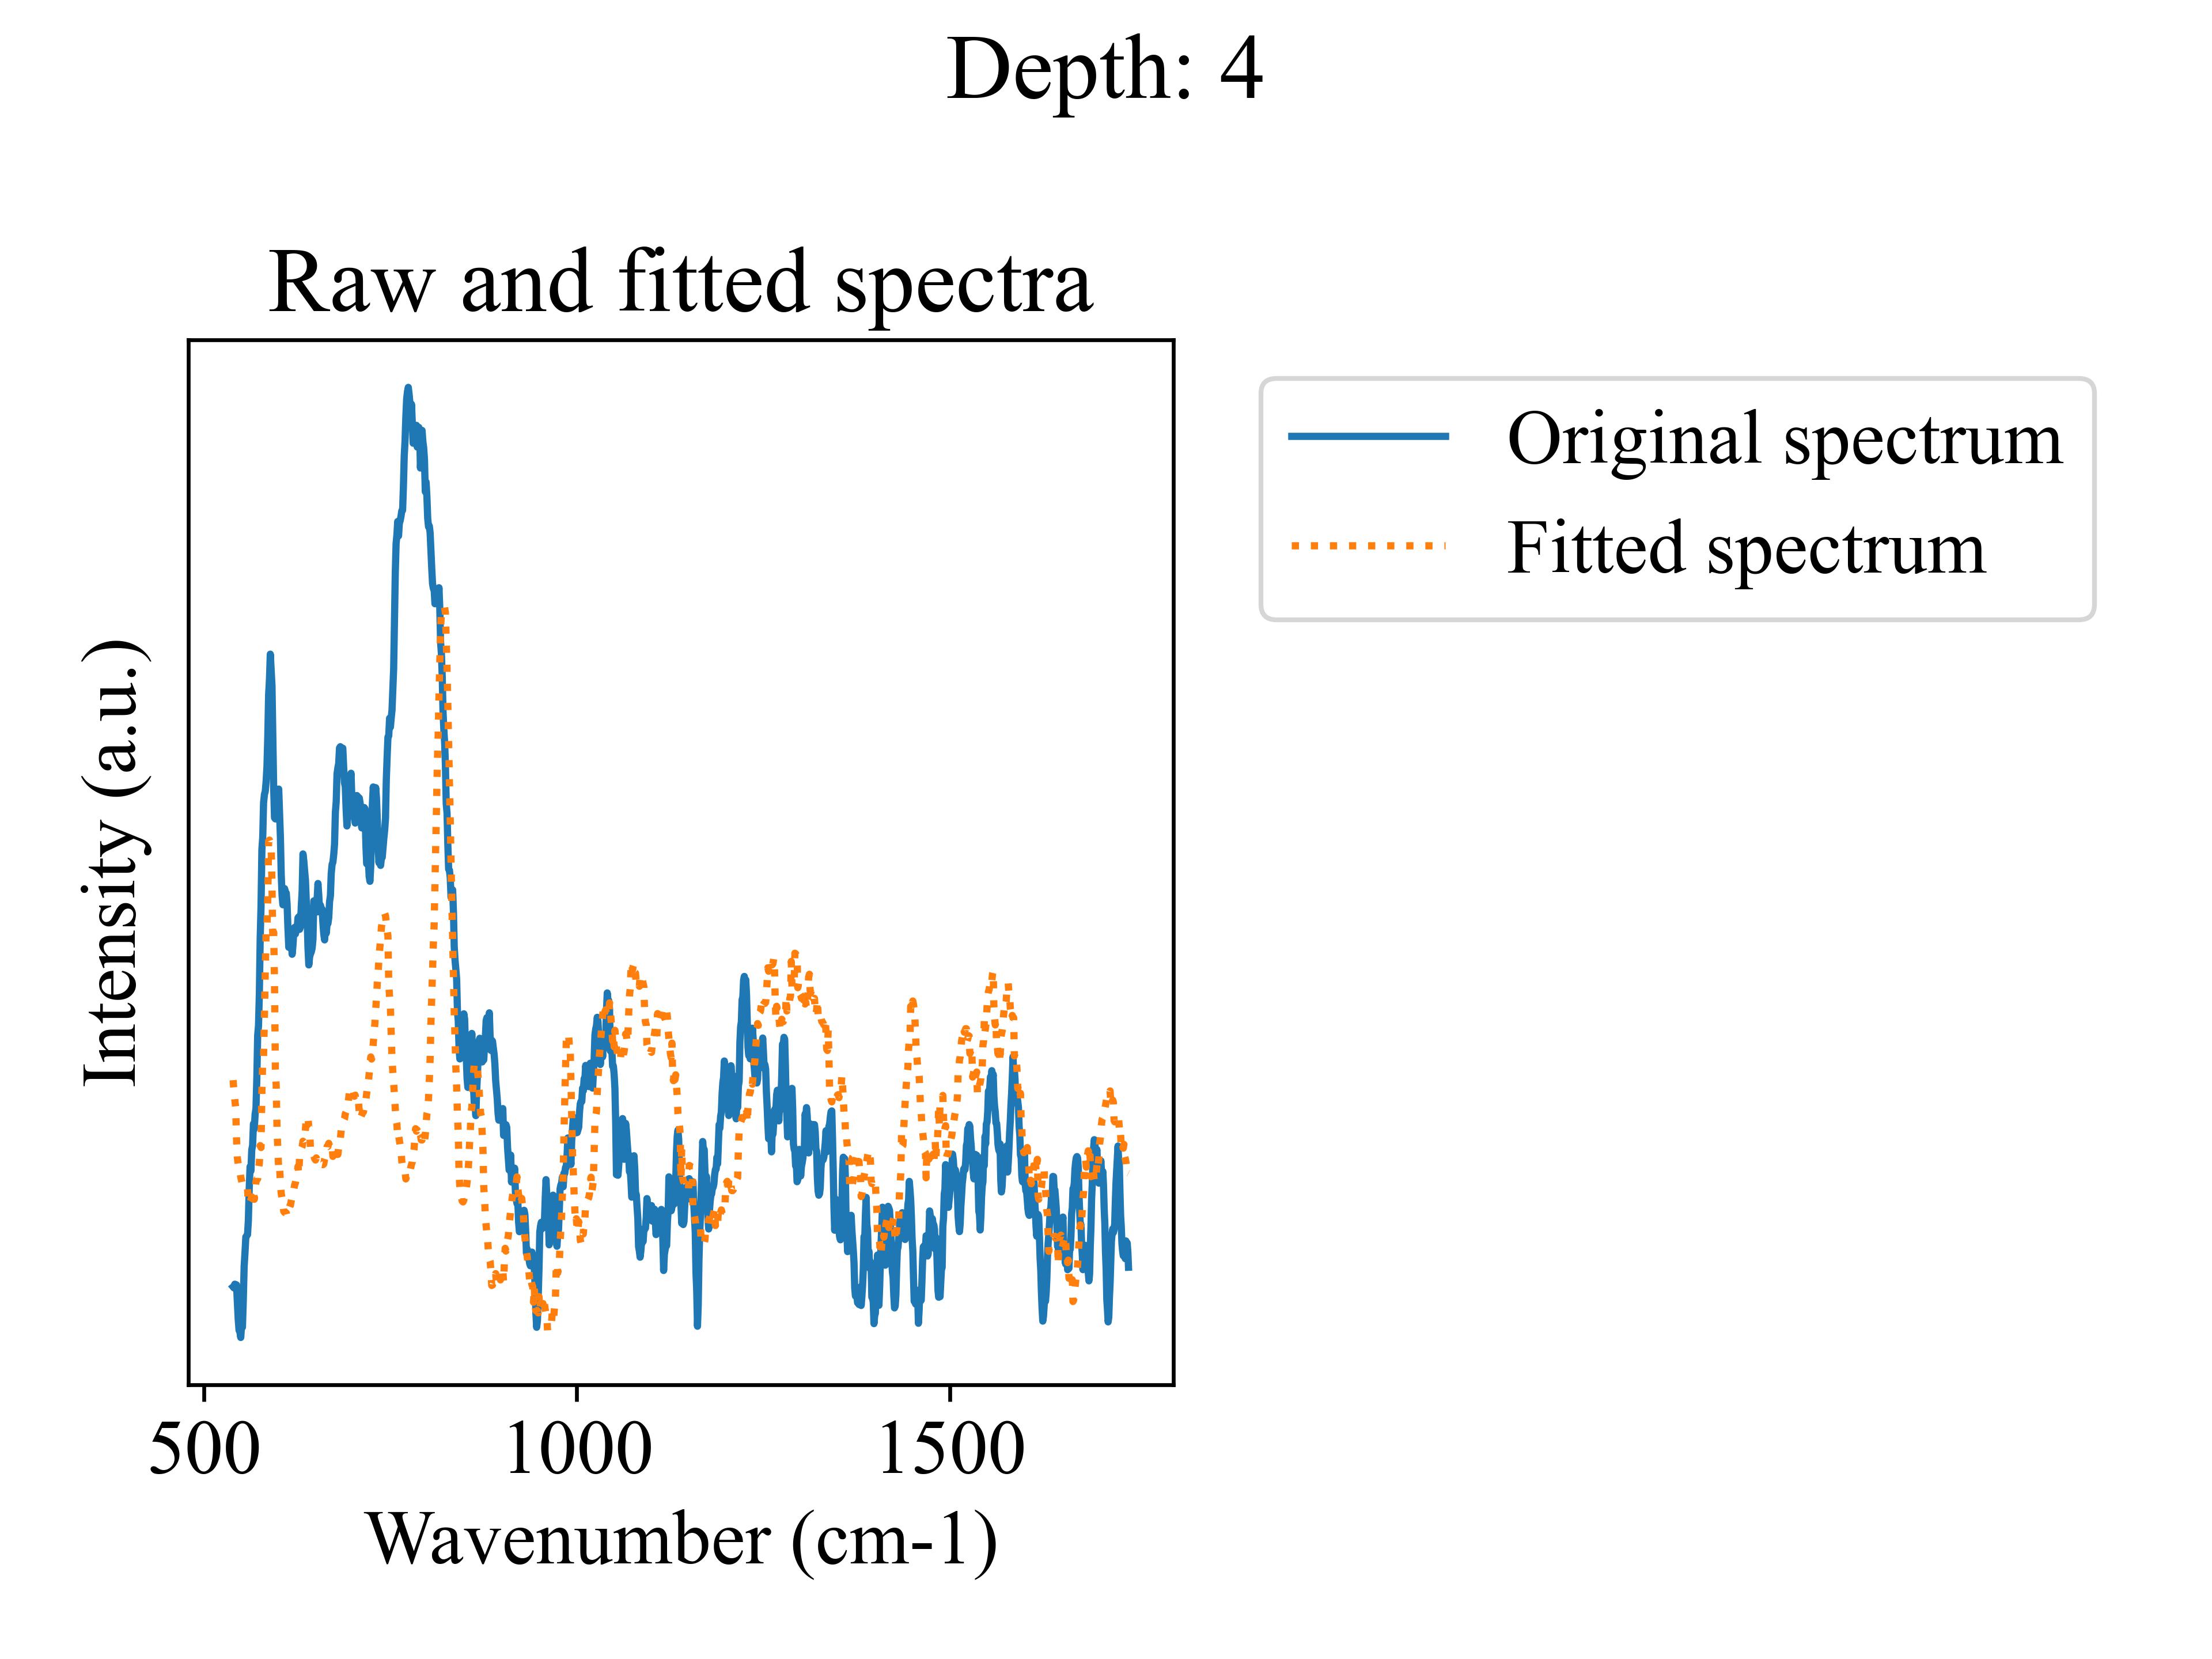 Depth: 4
Raw and fitted spectra
Original spectrum
Fitted spectrum
Intensity (a.u.)
500 1000 1500
Wavenumber (cm-1)